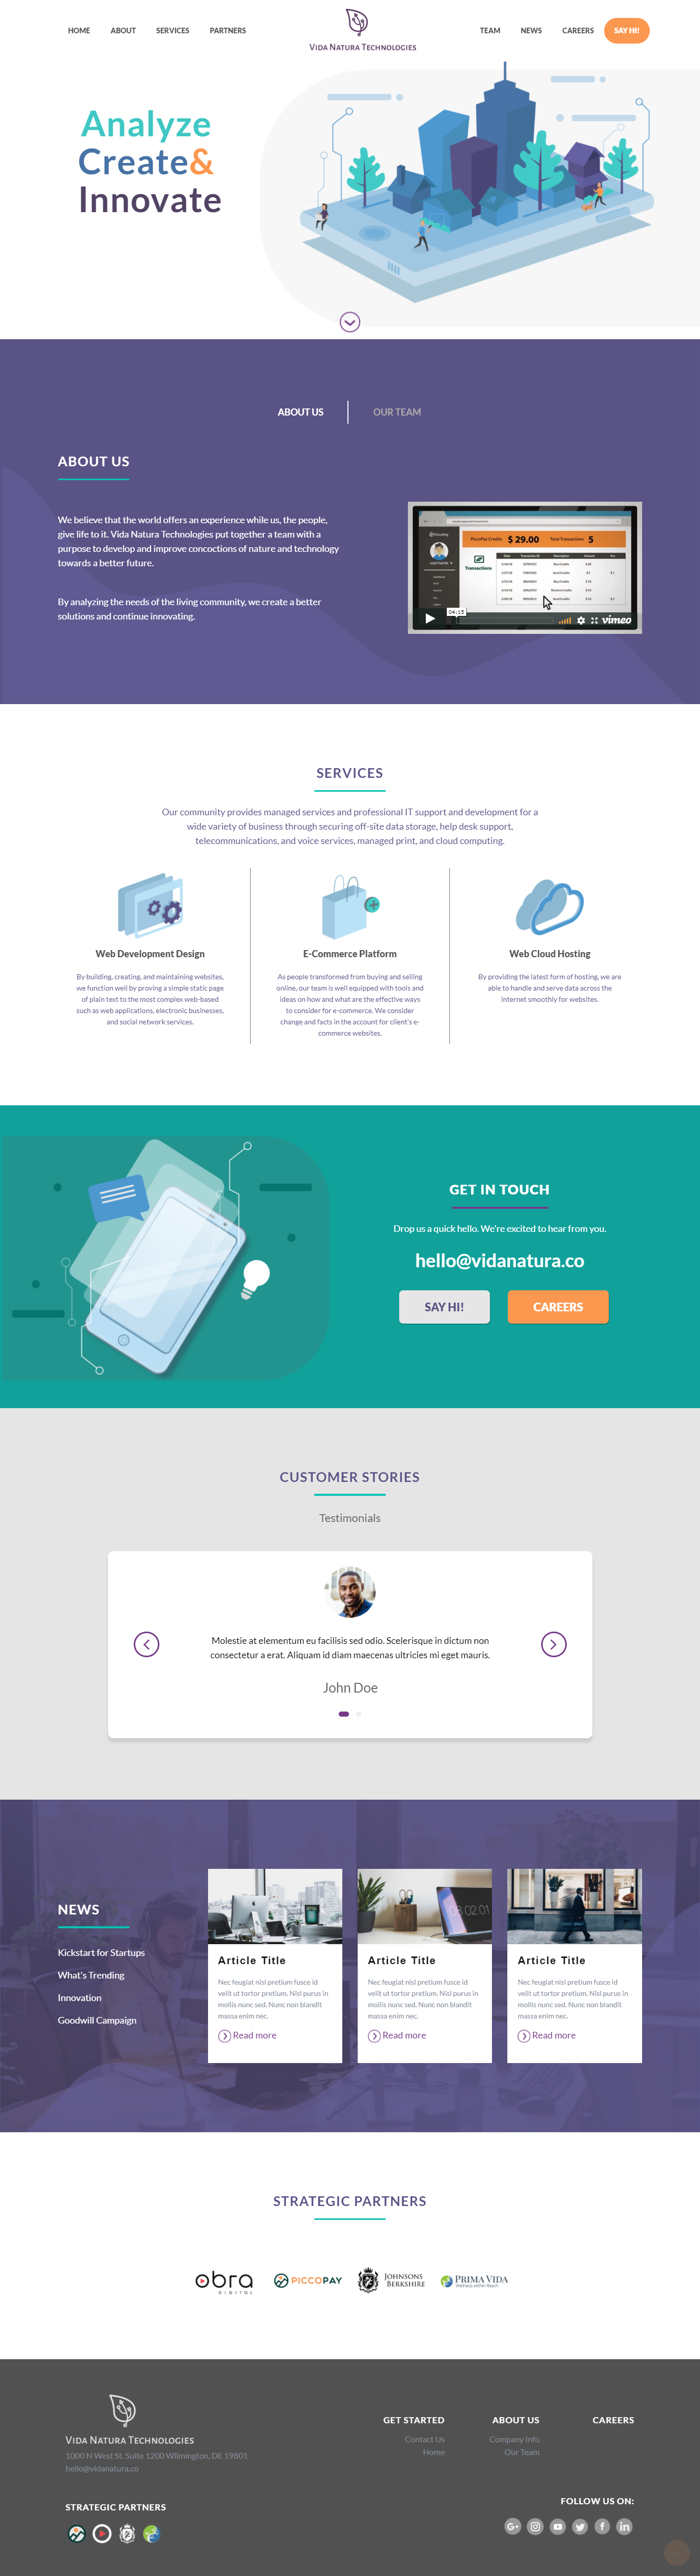 HOME ABOUT SERVICES PARTNERS
VIDA NATURA TECHNOLOGIES
TEAM NEWS CAREERS SAY HI!
Analyze
Create&
Innovate
ABOUT US
OUR TEAM
ABOUT US
We believe that the world offers an experience while us, the people,
give life to it. Vida Natura Technologies put together a team with a
purpose to develop and improve concoctions of nature and technology
towards a better future.
By analyzing the needs of the living community, we create a better
solutions and continue innovating.
PiccoPay Credits $ 29.00 Total Transactions 5
Transactions
04:15
vimeo
SERVICES
Our community provides managed services and professional IT support and development for a
wide variety of business through securing off-site data storage, help desk support,
telecommunications, and voice services, managed print, and cloud computing.
Web Development Design
By building, creating, and maintaining websites,
we function well by proving a simple static page
of plain text to the most complex web-based
such as web applications, electronic businesses,
and social network services.
E-Commerce Platform
As people transformed from buying and selling
online, our team is well equipped with tools and
ideas on how and what are the effective ways
to consider for e-commerce. We consider
change and facts in the account for client's e-
commerce websites.
Web Cloud Hosting
By providing the latest form of hosting, we are
able to handle and serve data across the
internet smoothly for websites.
GET IN TOUCH
Drop us a quick hello. We're excited to hear from you.
hello@vidanatura.co
SAY HI!
CAREERS
CUSTOMER STORIES
Testimonials
Molestie at elementum eu facilisis sed odio. Scelerisque in dictum non
consectetur a erat. Aliquam id diam maecenas ultricies mi eget mauris.
John Doe
NEWS
Kickstart for Startups
What's Trending
Innovation
Goodwill Campaign
Article Title
Nec feugiat nisl pretium fusce id
velit ut tortor pretium. Nisl purus in
mollis nunc sed. Nunc non blandit
massa enim nec.
Read more
Article Title
Nec feugiat nisl pretium fusce id
velit ut tortor pretium. Nisl purus in
mollis nunc sed. Nunc non blandit
massa enim nec.
Read more
Article Title
Nec feugiat nisl pretium fusce id
velit ut tortor pretium. Nisl purus in
mollis nunc sed. Nunc non blandit
massa enim nec.
Read more
STRATEGIC PARTNERS
obra
DIGITAL
PICCOPAY
JOHNSONS
BERKSHIRE
PRIMA VIDA
Wellness within Reach
VIDA NATURA TECHNOLOGIES
1000 N West St. Suite 1200 Wilmington, DE 19801
hello@vidanatura.co
STRATEGIC PARTNERS
GET STARTED
Contact Us
Home
ABOUT US
Company Info
Our Team
CAREERS
FOLLOW US ON: